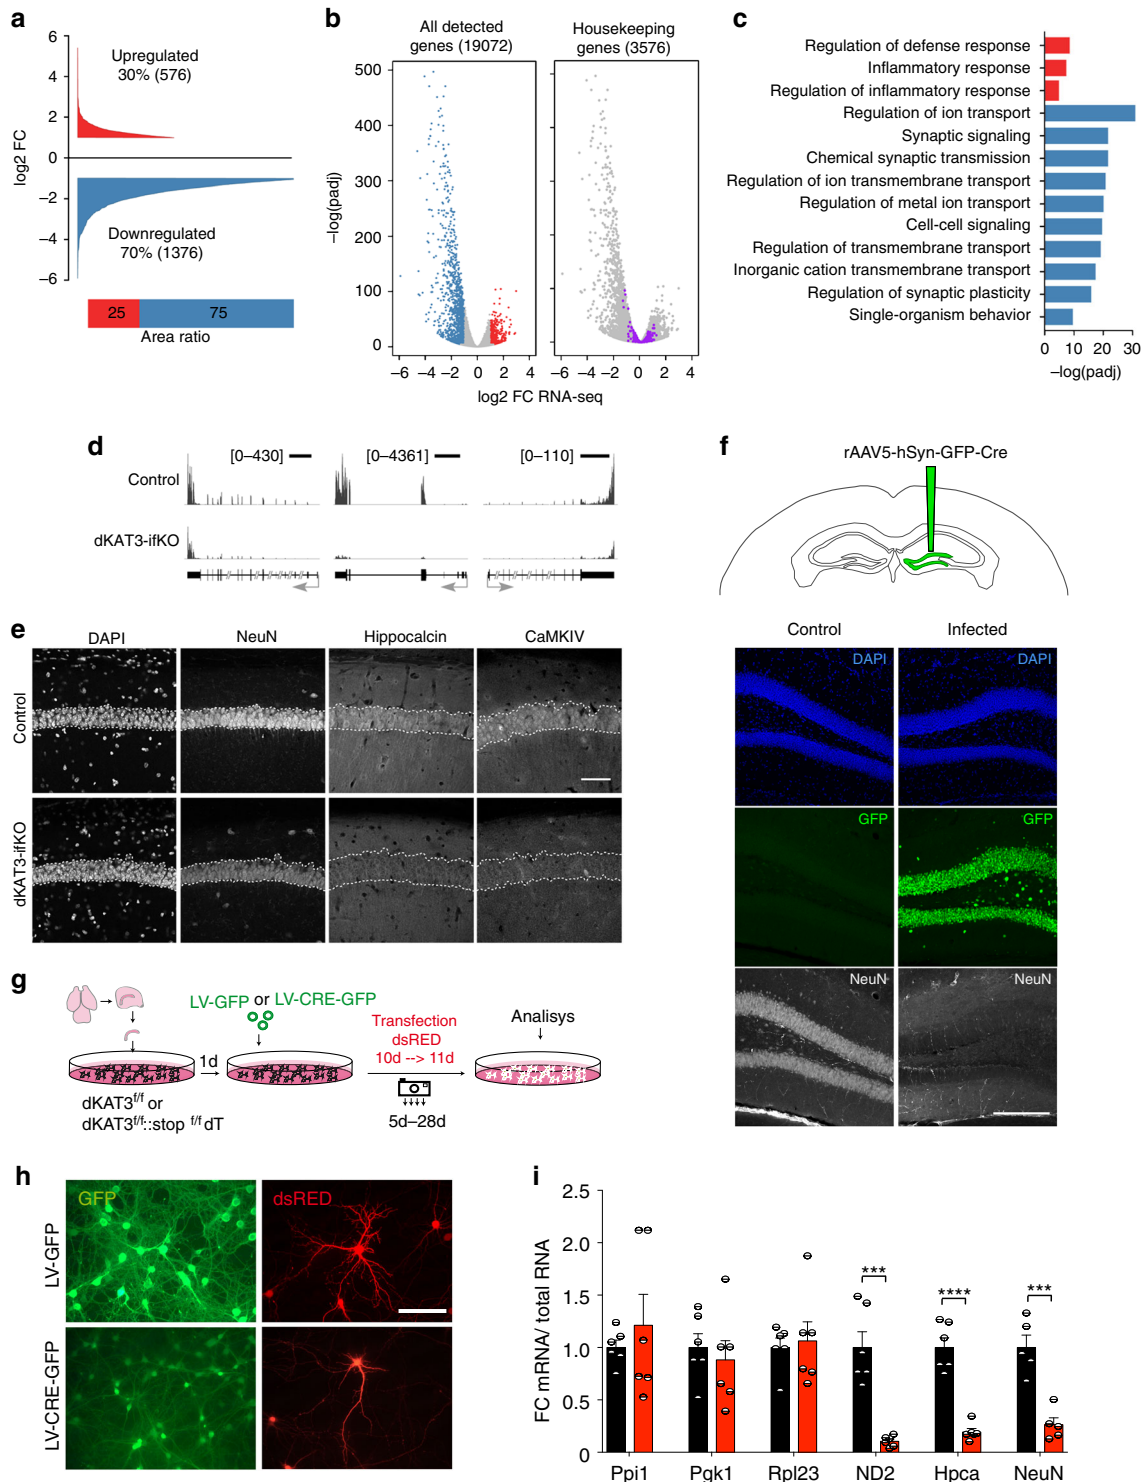 a
6
4
2
0
−2
−4
−6
log2 FC
Upregulated
30% (576)
Downregulated
70% (1376)
25
75
Area ratio
b
All detected
genes (19072)
Housekeeping
genes (3576)
500
400
300
200
100
0
−log(padj)
−6 −4 −2 0 2 4
−6 −4 −2 0 2 4
log2 FC RNA-seq
c
Regulation of defense response
Inflammatory response
Regulation of inflammatory response
Regulation of ion transport
Synaptic signaling
Chemical synaptic transmission
Regulation of ion transmembrane transport
Regulation of metal ion transport
Cell-cell signaling
Regulation of transmembrane transport
Inorganic cation transmembrane transport
Regulation of synaptic plasticity
Single-organism behavior
0 10 20 30
−log(padj)
d
[0–430]
[0–4361]
[0–110]
Control
dKAT3-ifKO
e
DAPI
NeuN
Hippocalcin
CaMKIV
Control
dKAT3-ifKO
f
rAAV5-hSyn-GFP-Cre
Control
Infected
DAPI
DAPI
GFP
GFP
NeuN
NeuN
g
LV-GFP or LV-CRE-GFP
1d
Transfection
dsRED
10d --> 11d
5d–28d
Analisys
dKAT3f/f or
dKAT3f/f::stop f/f dT
h
GFP
dsRED
LV-GFP
LV-CRE-GFP
i
2.5
2.0
1.5
1.0
0.5
0
FC mRNA/ total RNA
***
****
***
Ppi1
Pgk1
Rpl23
ND2
Hpca
NeuN